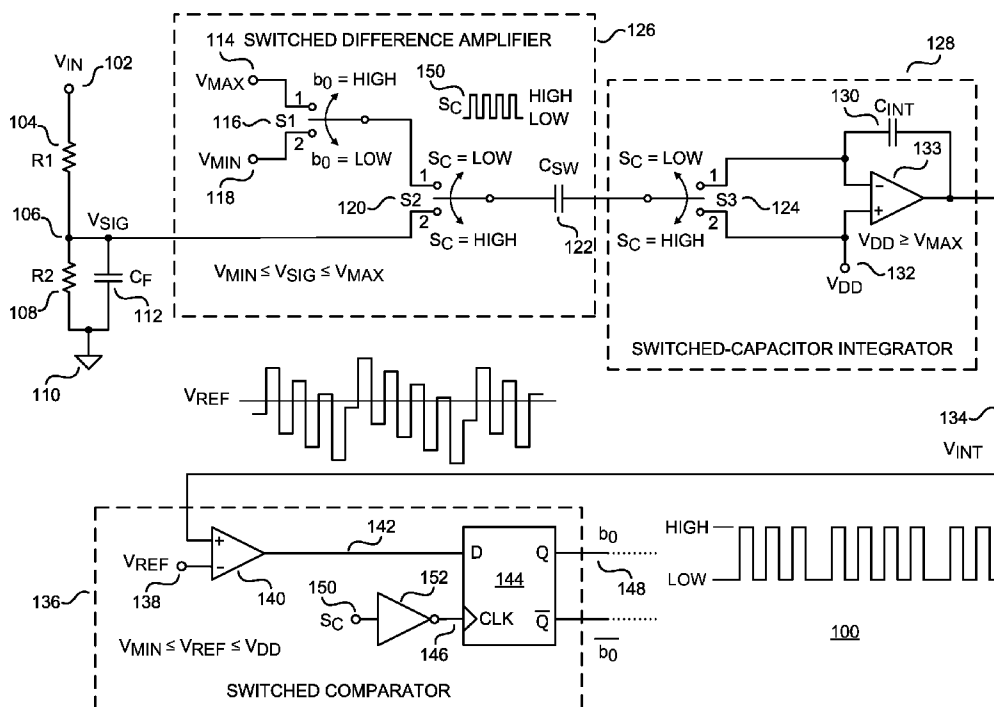 114 SWITCHED DIFFERENCE AMPLIFIER
126
128
V_IN
102
V_MAX
b0 = HIGH
150
S_C
HIGH
LOW
1
116
S1
2
V_MIN
118
b0 = LOW
104
R1
S_C = LOW
1
120
S2
2
S_C = HIGH
C_SW
122
130
C_INT
133
S_C = LOW
1
S3
2
124
S_C = HIGH
−
+
V_DD ≥ V_MAX
V_DD
132
106
V_SIG
R2
108
C_F
112
110
V_MIN ≤ V_SIG ≤ V_MAX
SWITCHED-CAPACITOR INTEGRATOR
V_REF
134
V_INT
136
+
−
V_REF
138
140
142
D
Q
144
CLK
Q̅
150
152
S_C
146
b0
148
b̅0̅
HIGH
LOW
100
V_MIN ≤ V_REF ≤ V_DD
SWITCHED COMPARATOR